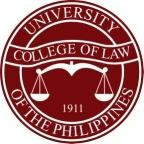 UNIVERSITY
COLLEGE OF LAW
1911
OF THE PHILIPPINES